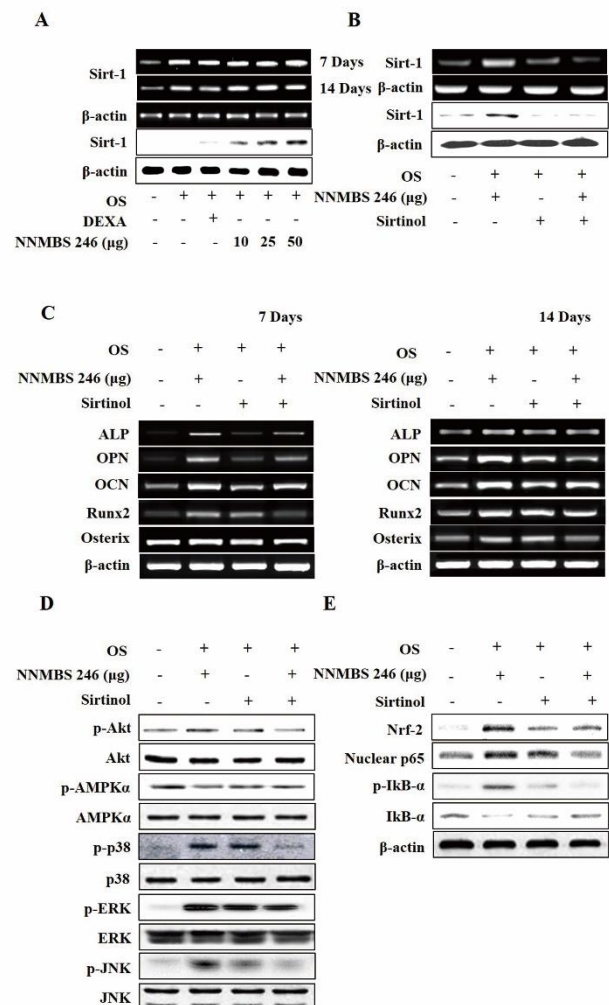 A
B
Sirt-1
7 Days
14 Days
β-actin
Sirt-1
β-actin
OS - + + + + +
DEXA +
NNMBS 246 (µg) 10 25 50
Sirt-1
β-actin
Sirt-1
β-actin
OS - + + +
NNMBS 246 (µg) - + - +
Sirtinol - - + +
C
7 Days
OS - + + +
NNMBS 246 (µg) - + - +
Sirtinol - - + +
ALP
OPN
OCN
Runx2
Osterix
β-actin
14 Days
OS - + + +
NNMBS 246 (µg) - + - +
Sirtinol - - + +
ALP
OPN
OCN
Runx2
Osterix
β-actin
D
OS - + + +
NNMBS 246 (µg) - + - +
Sirtinol - - + +
p-Akt
Akt
p-AMPKα
AMPKα
p-p38
p38
p-ERK
ERK
p-JNK
JNK
E
OS - + + +
NNMBS 246 (µg) - + - +
Sirtinol - - + +
Nrf-2
Nuclear p65
p-IkB-α
IkB-α
β-actin